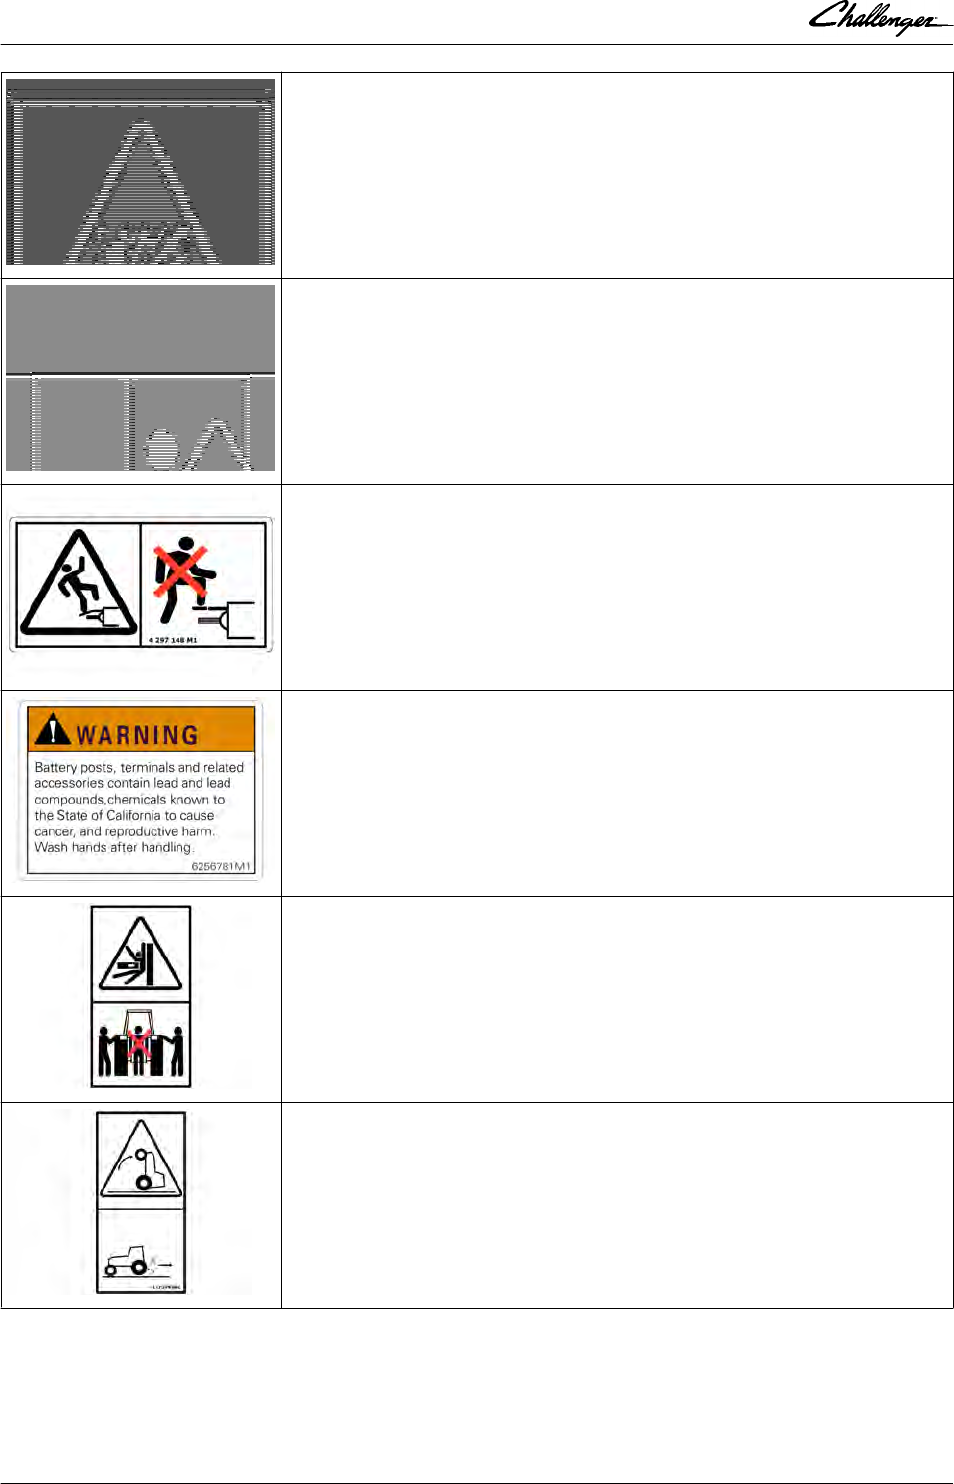 Challenger
4 297 148 M1
WARNING
Battery posts, terminals and related
accessories contain lead and lead
compounds,chemicals known to
the State of California to cause
cancer, and reproductive harm.
Wash hands after handling.
6256781M1